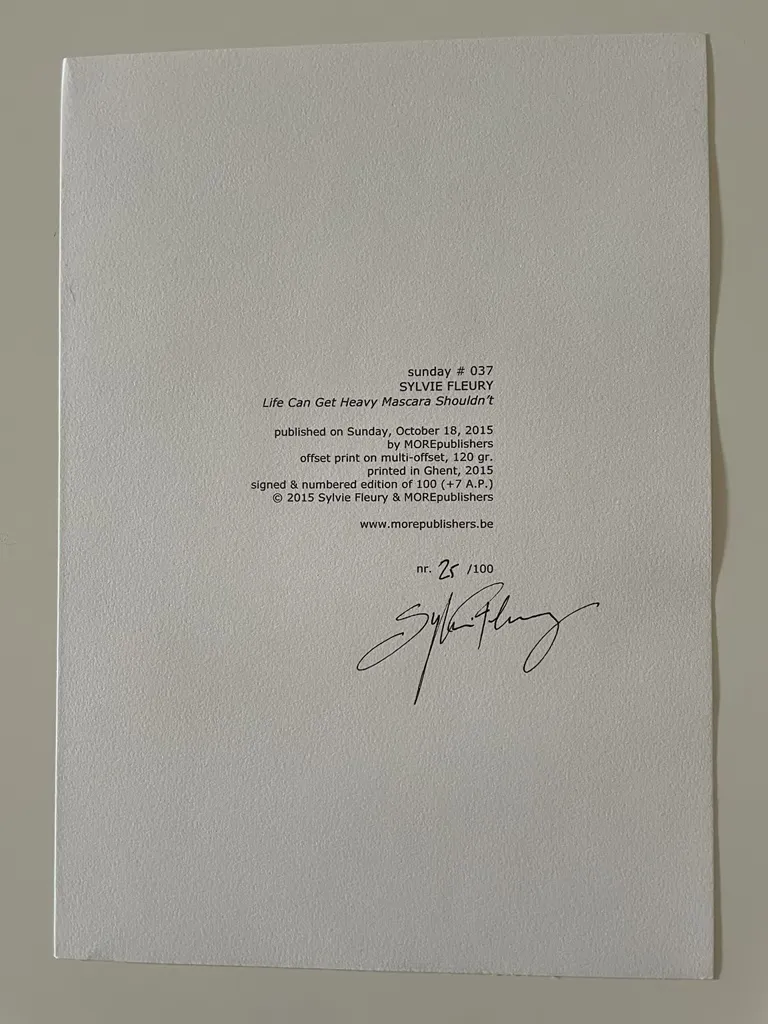 sunday # 037
SYLVIE FLEURY
Life Can Get Heavy Mascara Shouldn't
published on Sunday, October 18, 2015
by MOREpublishers
offset print on multi-offset, 120 gr.
printed in Ghent, 2015
signed & numbered edition of 100 (+7 A.P.)
© 2015 Sylvie Fleury & MOREpublishers
www.morepublishers.be
nr. 25 /100
Sylvie Fleury